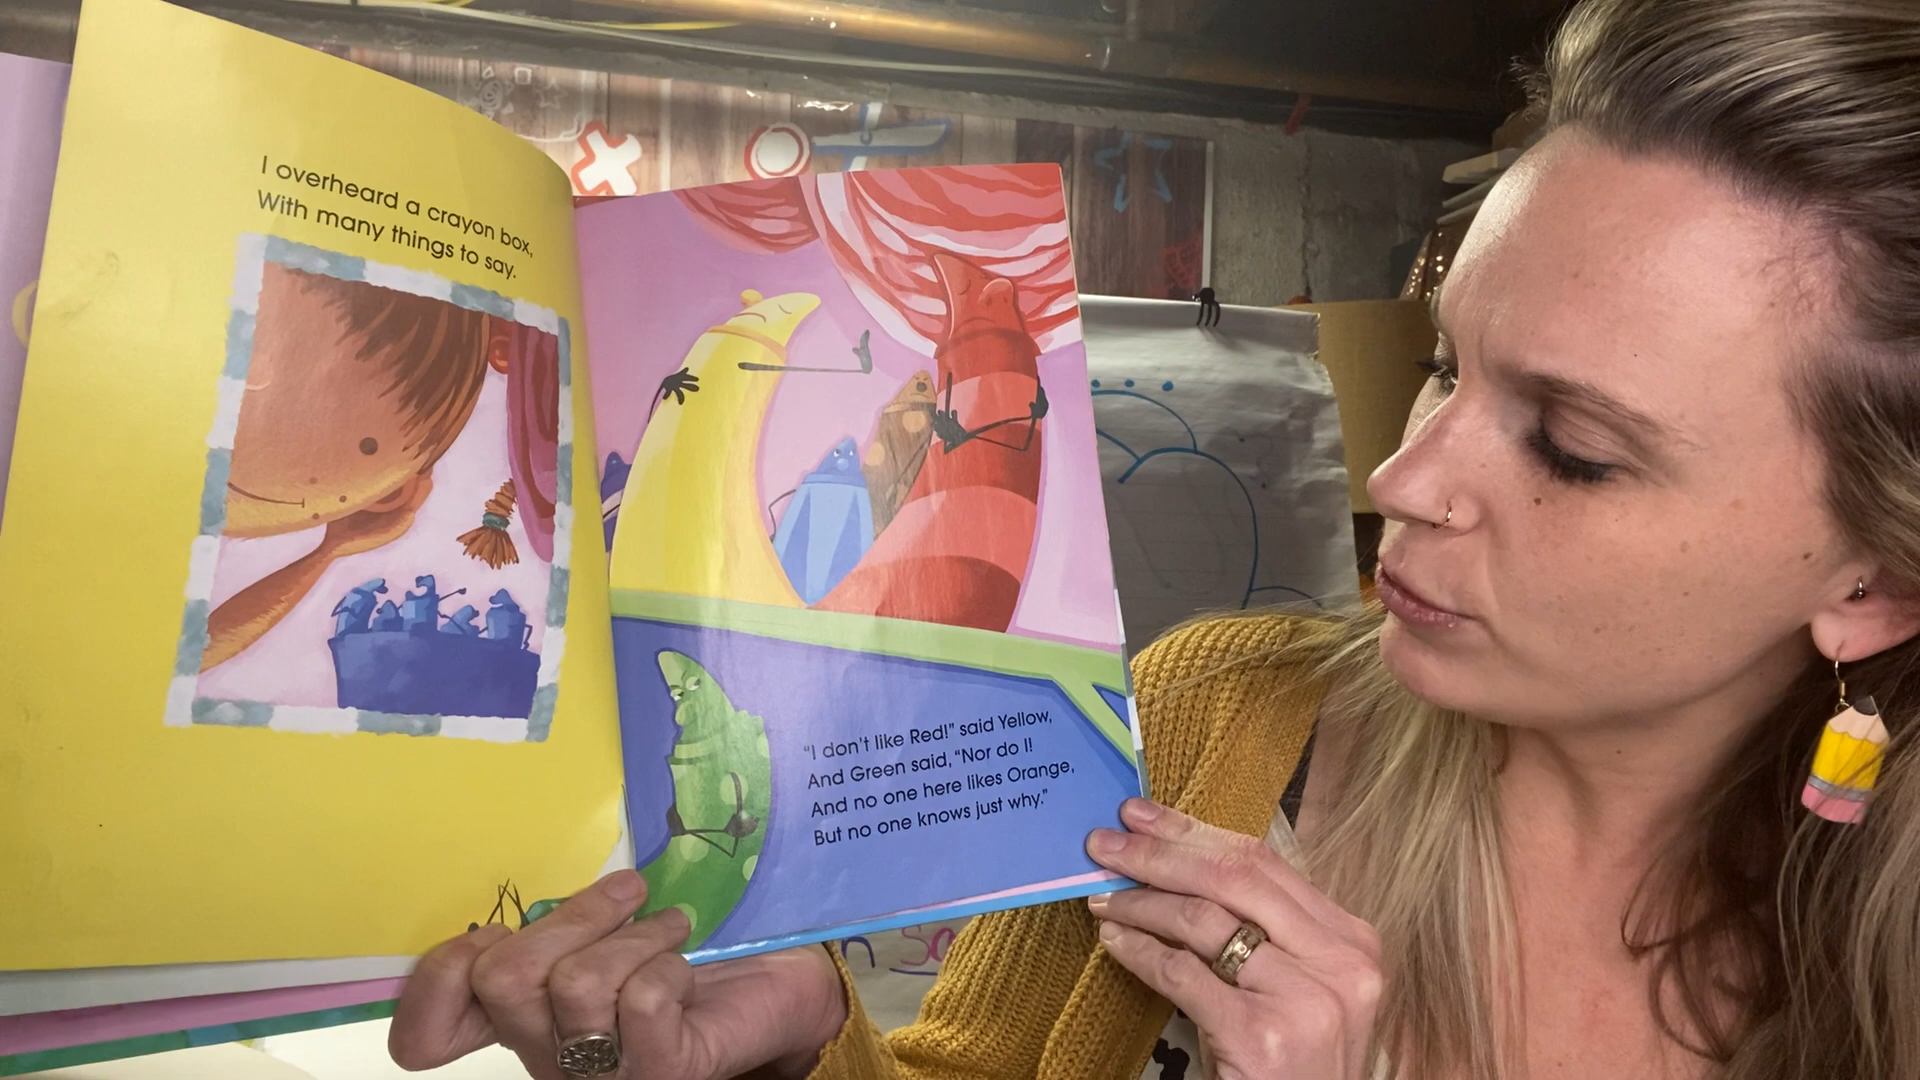 I overheard a crayon box,
With many things to say.
“I don't like Red!” said Yellow,
And Green said, “Nor do I!
And no one here likes Orange,
But no one knows just why.”